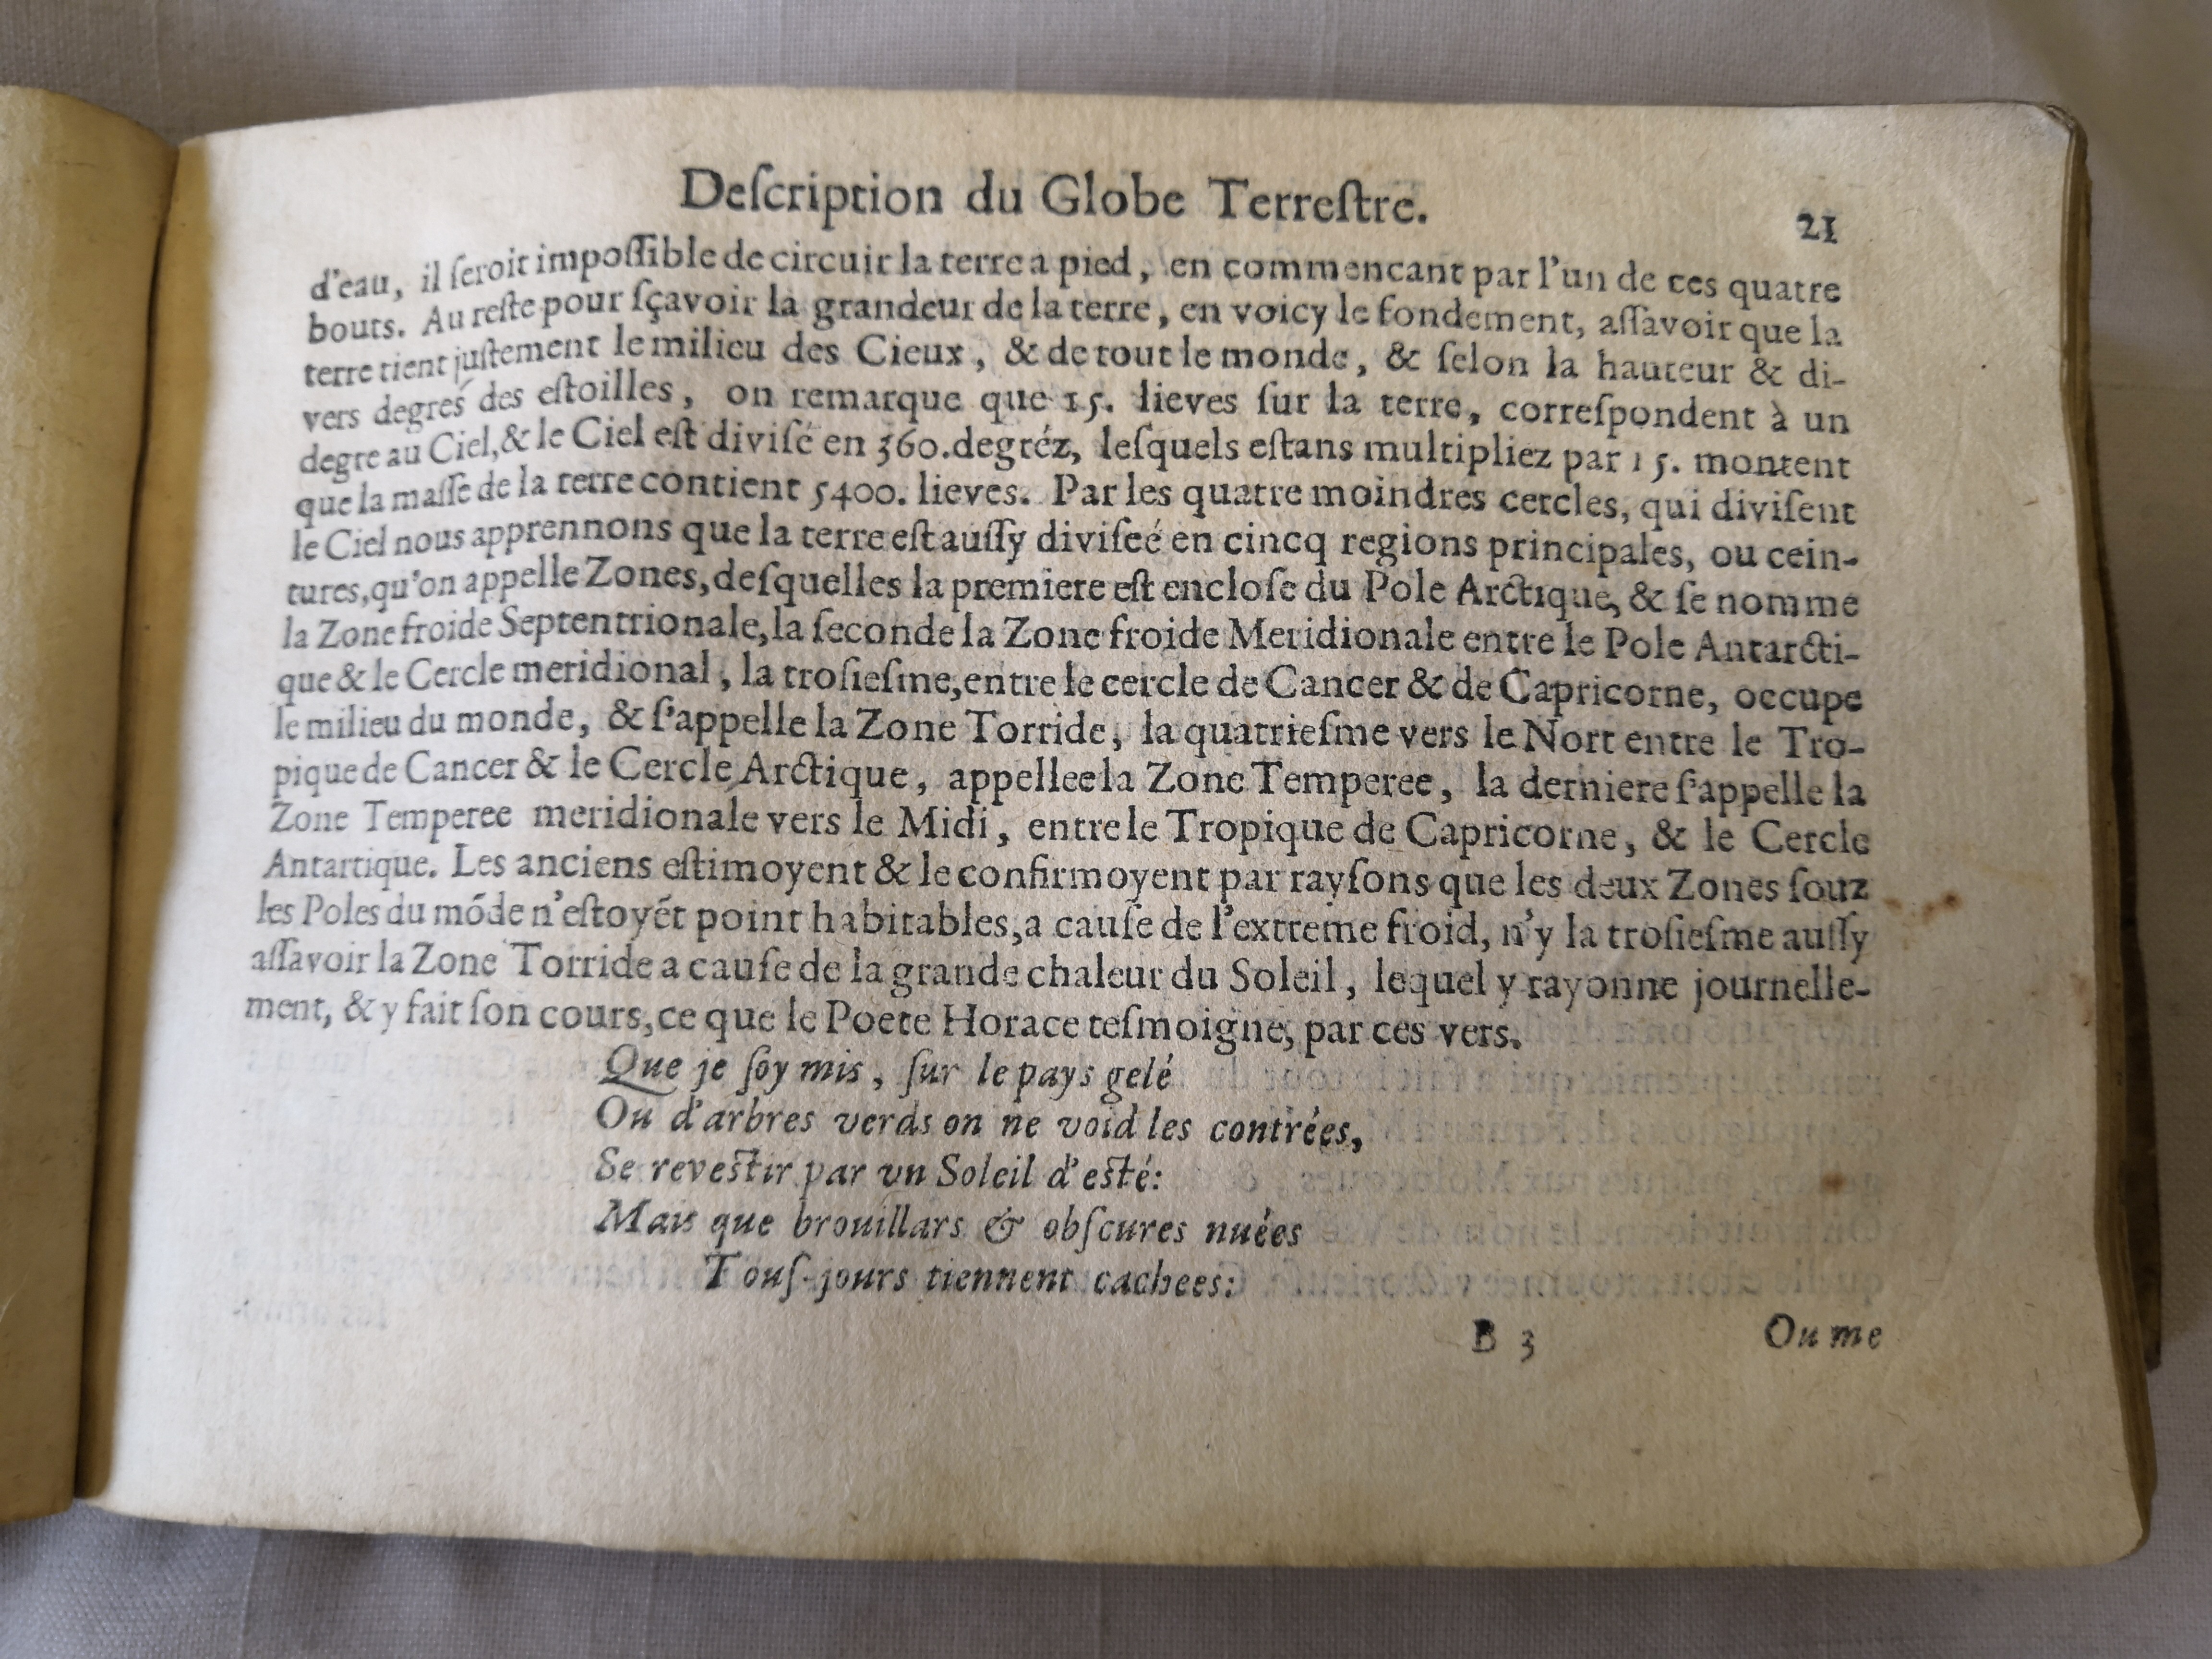 Deſcription du Globe Terreſtre.
21
d'eau, il ſeroit impoſſible de circuir la terre a pied, en commencant par l'un de ces quatre
bouts. Au reſte pour ſçavoir la grandeur de la terre, en voicy le fondement, aſſavoir que la
terre tient juſtement le milieu des Cieux, & de tout le monde, & ſelon la hauteur & di-
vers degrés des eſtoilles, on remarque que 15. lieves ſur la terre, correſpondent à un
degre au Ciel, & le Ciel eſt diviſé en 360. degréz, leſquels eſtans multipliez par 15. montent
que la maſſe de la terre contient 5400. lieves. Par les quatre moindres cercles, qui diviſent
le Ciel nous apprennons que la terre eſt auſſy diviſeé en cincq regions principales, ou cein-
tures, qu'on appelle Zones, deſquelles la premiere eſt encloſe du Pole Arctique, & ſe nomme
la Zone froide Septentrionale, la ſeconde la Zone froide Meridionale entre le Pole Antarcti-
que & le Cercle meridional, la troſieſme, entre le cercle de Cancer & de Capricorne, occupe
le milieu du monde, & ſ'appelle la Zone Torride, la quatrieſme vers le Nort entre le Tro-
pique de Cancer & le Cercle Arctique, appellee la Zone Temperee, la derniere ſ'appelle la
Zone Temperee meridionale vers le Midi, entre le Tropique de Capricorne, & le Cercle
Antartique. Les anciens eſtimoyent & le confirmoyent par rayſons que les deux Zones ſouz
les Poles du móde n'eſtoyét point habitables, a cauſe de l'extreme froid, n'y la troſieſme auſſy
aſſavoir la Zone Torride a cauſe de la grande chaleur du Soleil, lequel y rayonne journelle-
ment, & y fait ſon cours, ce que le Poete Horace teſmoigne, par ces vers.
Que je ſoy mis, ſur le pays gelé
Ou d'arbres verds on ne void les contrées,
Se reveſtir par vn Soleil d'eſté:
Mais que brouillars & obſcures nuées
Touſ-jours tiennent cachees:
B 3
Ou me